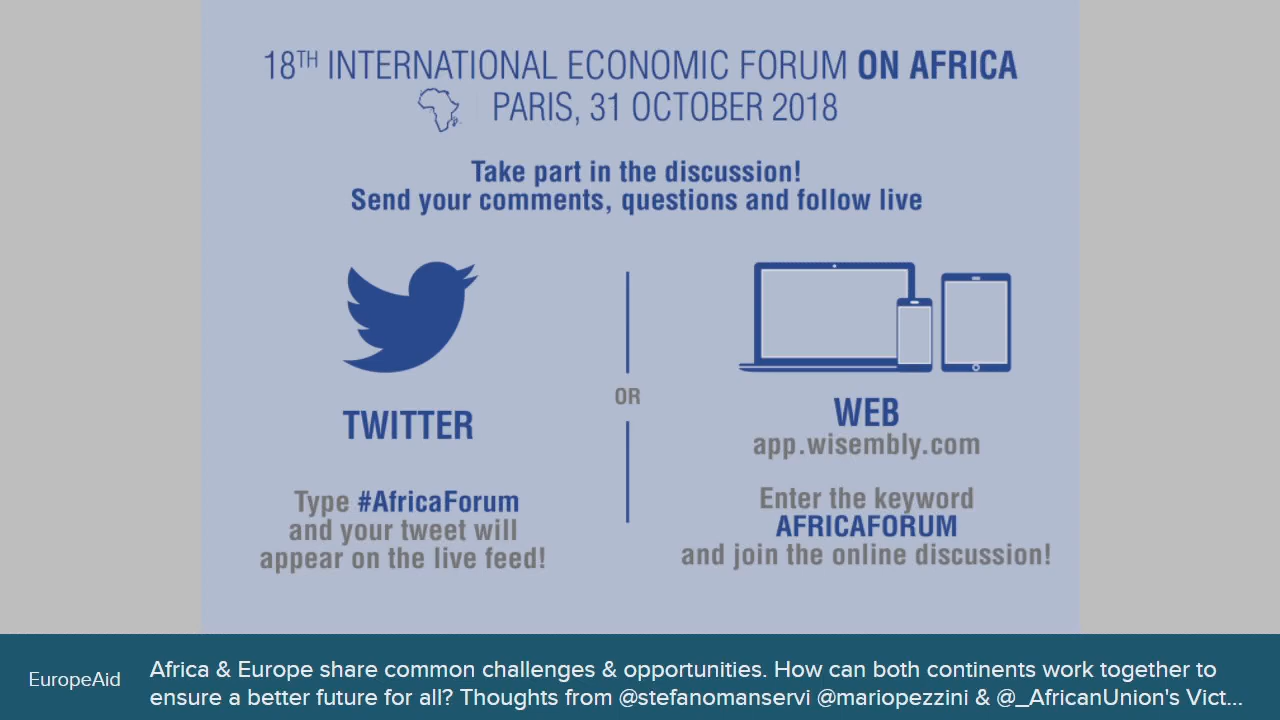 18TH INTERNATIONAL ECONOMIC FORUM ON AFRICA
PARIS, 31 OCTOBER 2018
Take part in the discussion!
Send your comments, questions and follow live
TWITTER
Type #AfricaForum
and your tweet will
appear on the live feed!
OR
WEB
app.wisembly.com
Enter the keyword
AFRICAFORUM
and join the online discussion!
EuropeAid
Africa & Europe share common challenges & opportunities. How can both continents work together to
ensure a better future for all? Thoughts from @stefanomanservi @mariopezzini & @_AfricanUnion's Vict...